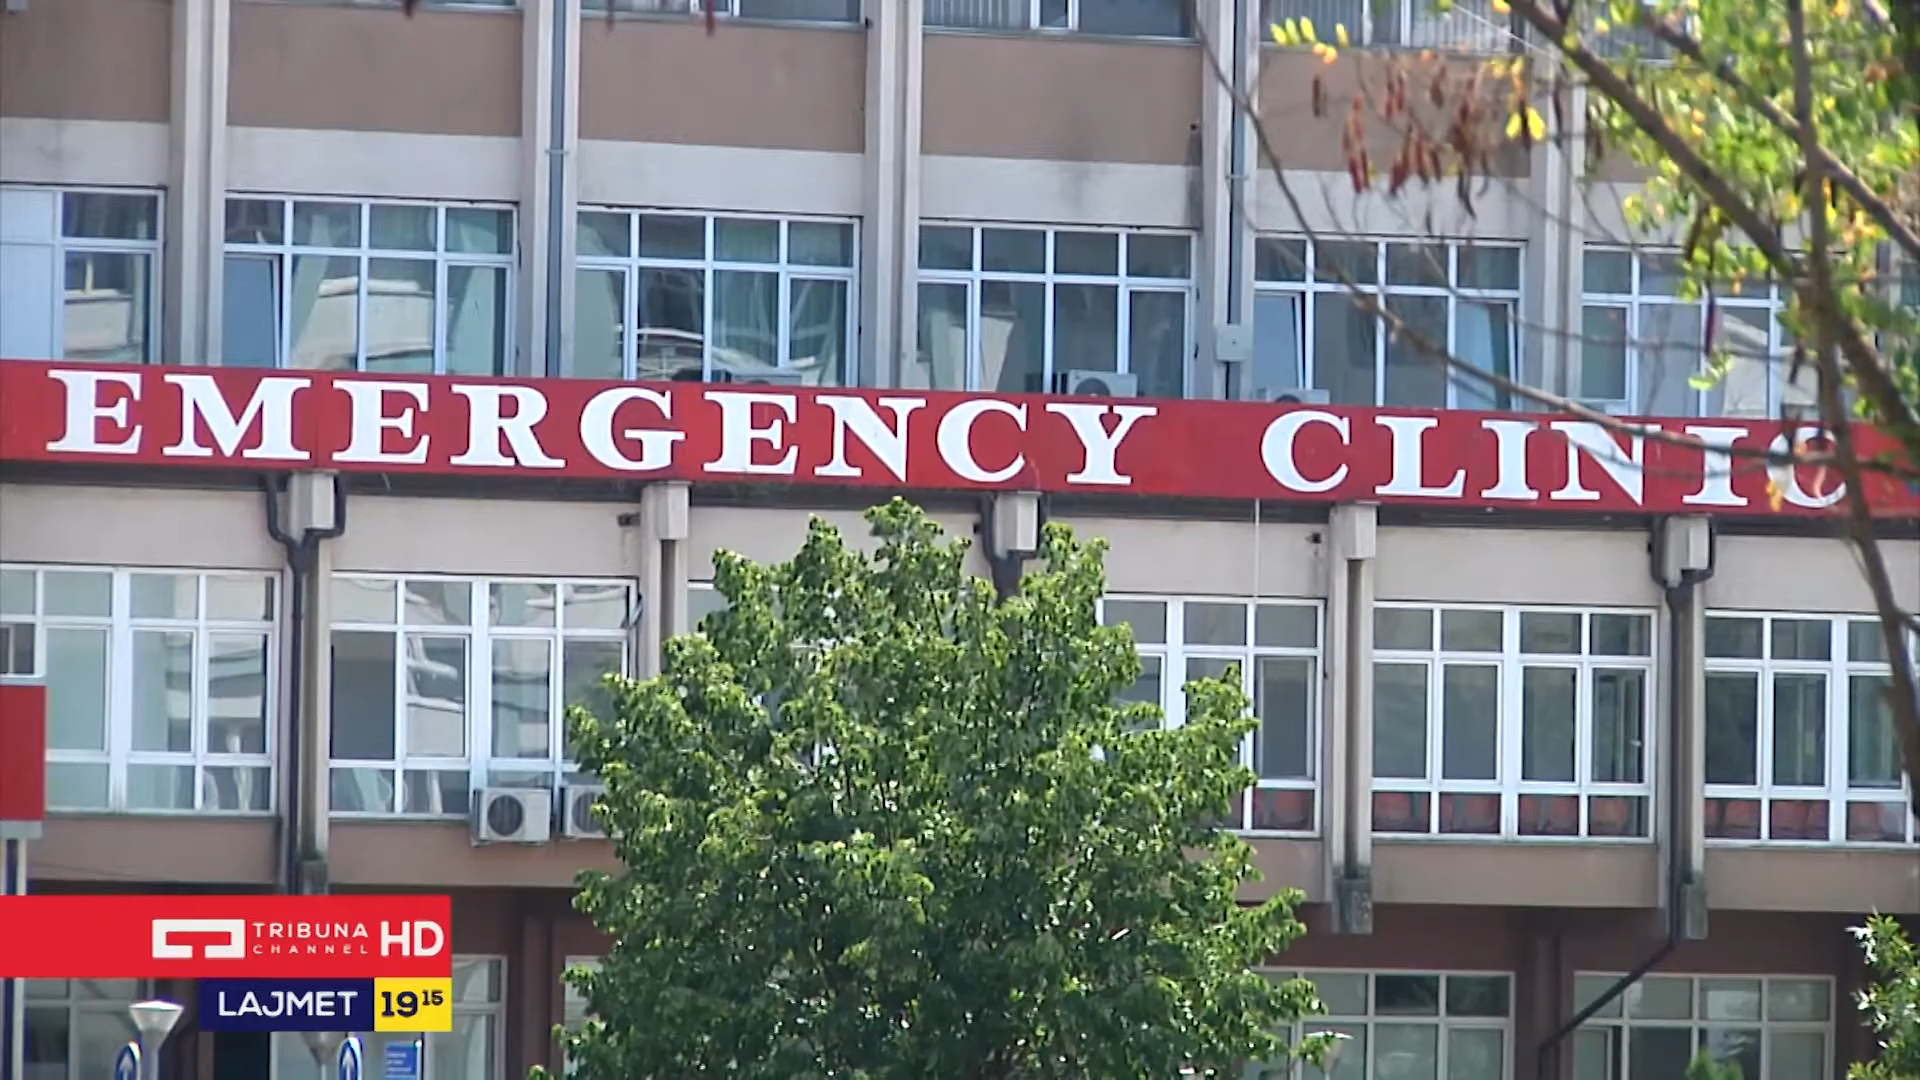 EMERGENCY CLINIC
TRIBUNA
CHANNEL
HD
LAJMET 19 15